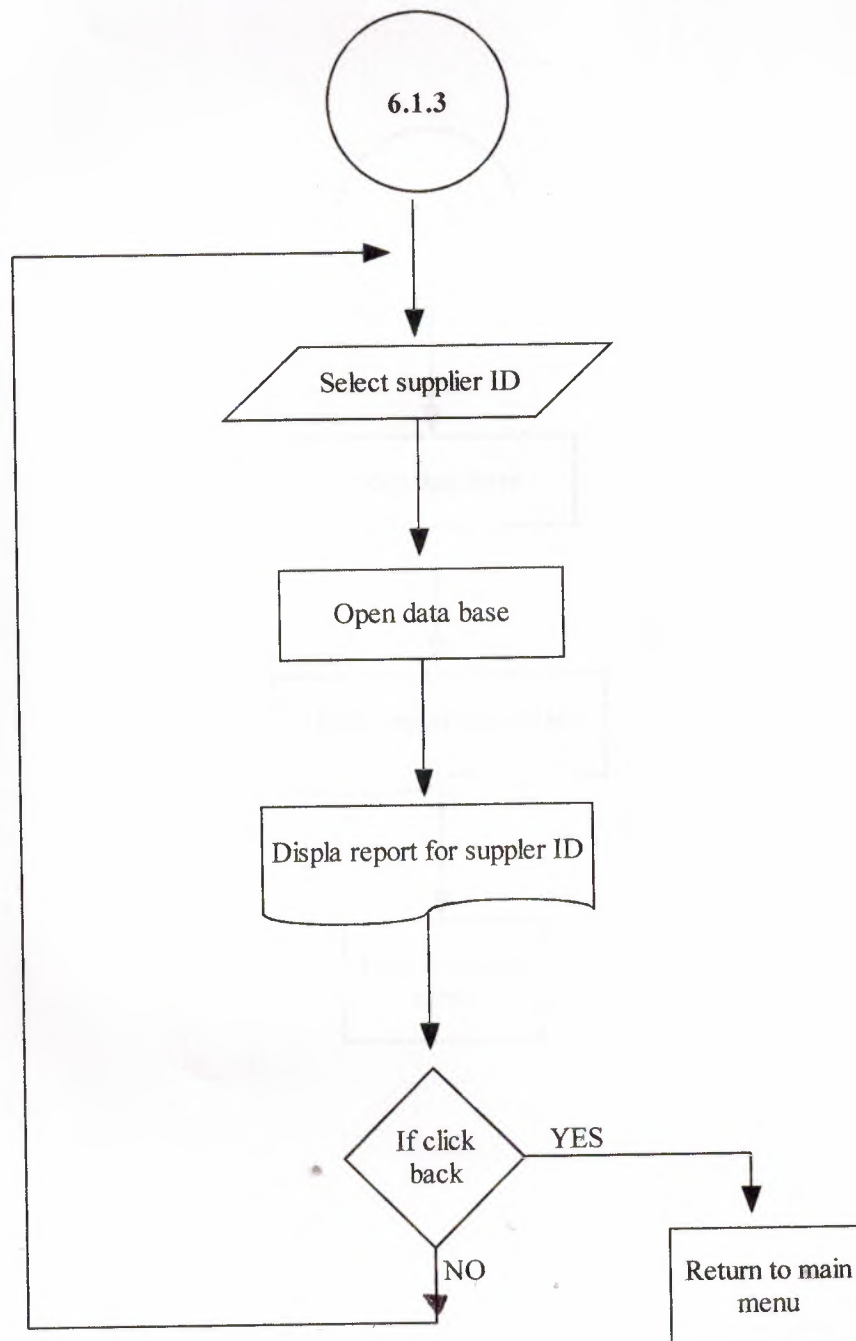 6.1.3
Select supplier ID
Open data base
Displa report for suppler ID
If click
back
YES
NO
Return to main
menu